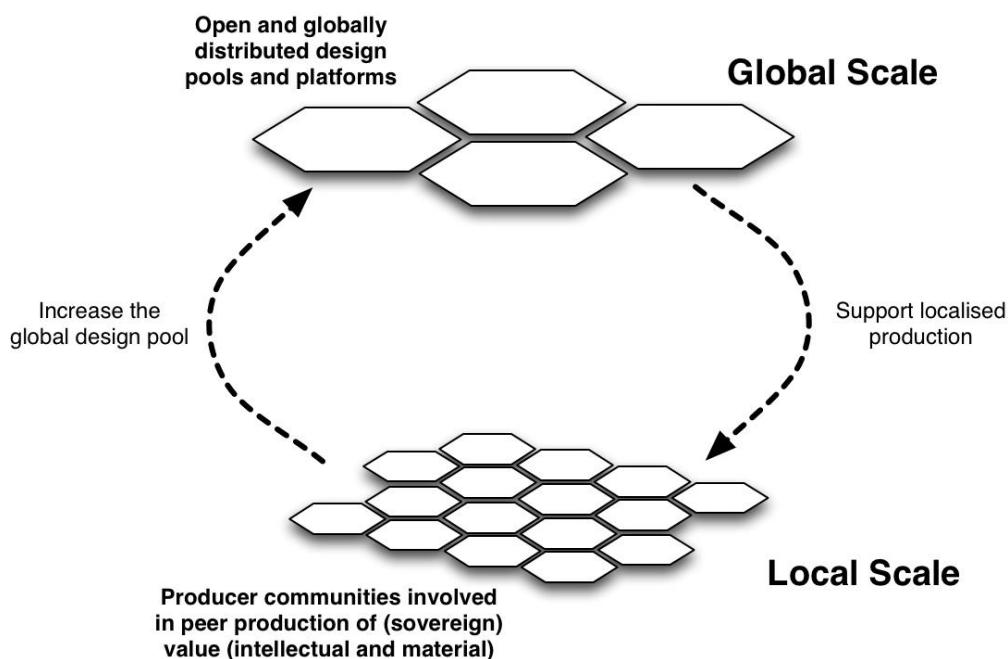 Open and globally
distributed design
pools and platforms
Global Scale
Increase the
global design pool
Support localised
production
Local Scale
Producer communities involved
in peer production of (sovereign)
value (intellectual and material)